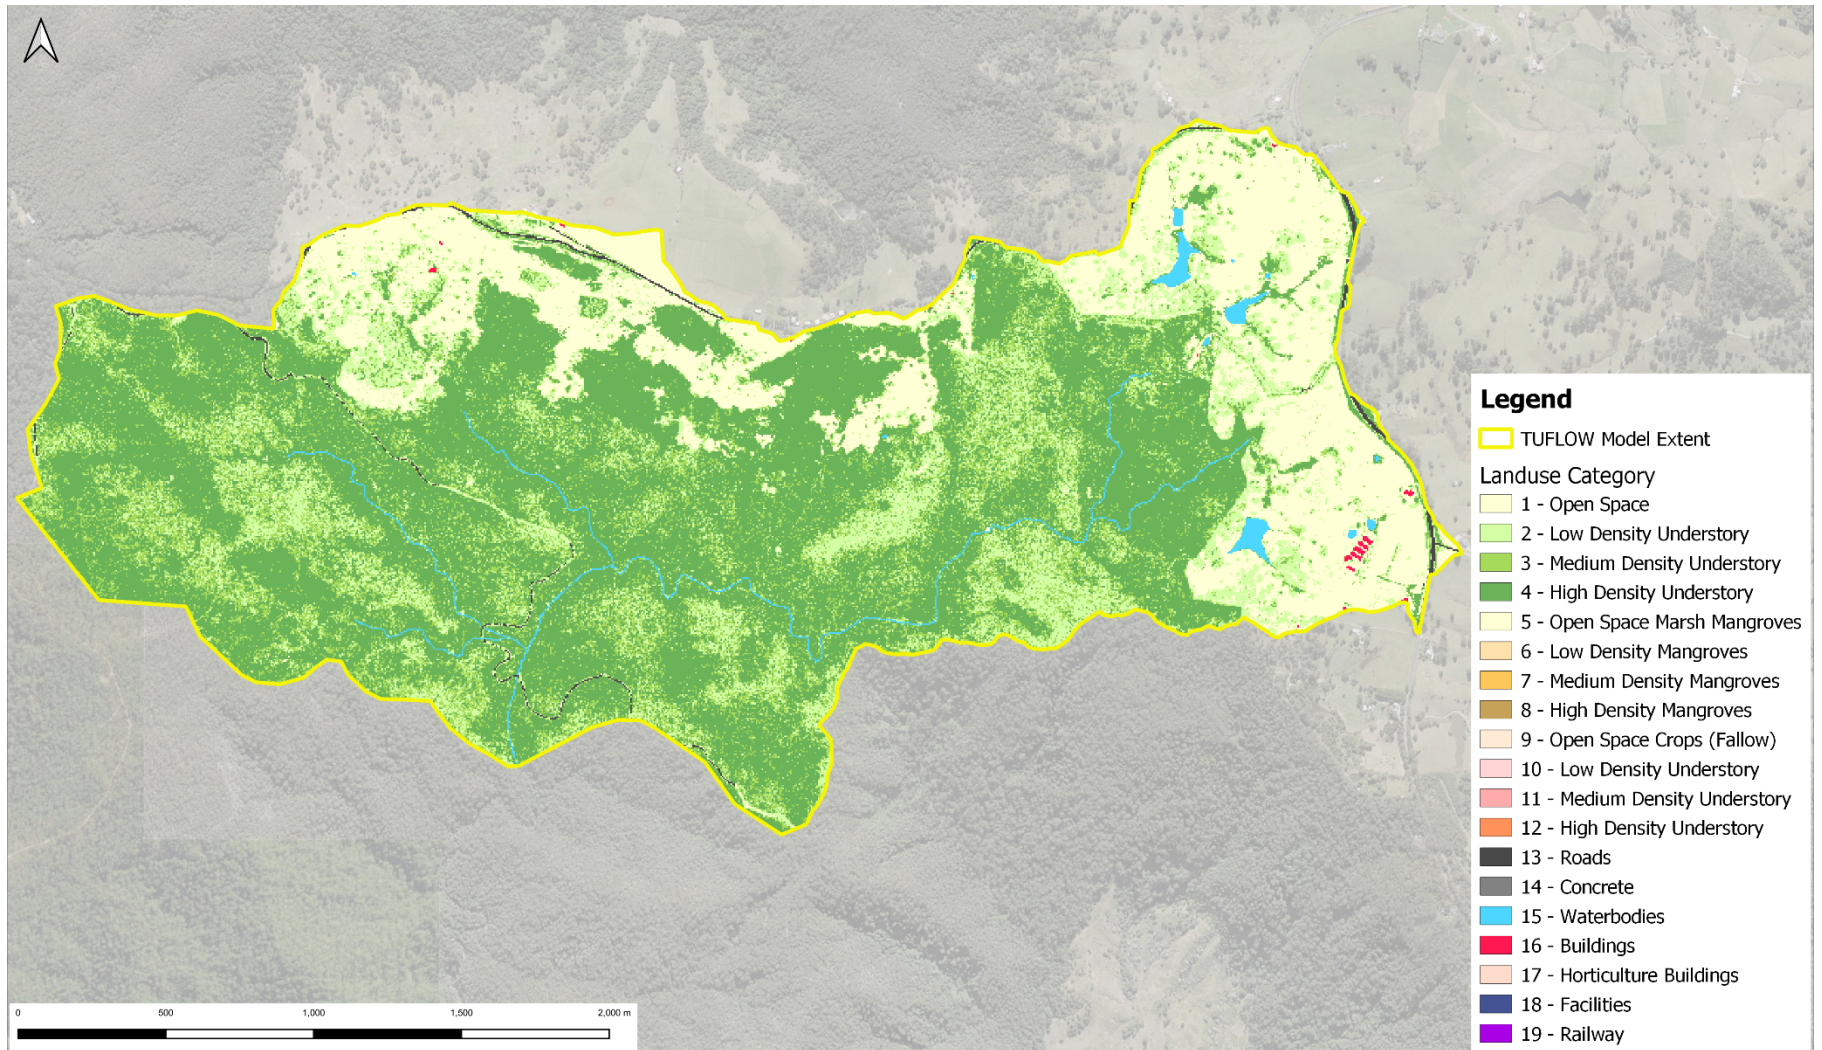 Legend
TUFLOW Model Extent
Landuse Category
1 - Open Space
2 - Low Density Understory
3 - Medium Density Understory
4 - High Density Understory
5 - Open Space Marsh Mangroves
6 - Low Density Mangroves
7 - Medium Density Mangroves
8 - High Density Mangroves
9 - Open Space Crops (Fallow)
10 - Low Density Understory
11 - Medium Density Understory
12 - High Density Understory
13 - Roads
14 - Concrete
15 - Waterbodies
16 - Buildings
17 - Horticulture Buildings
18 - Facilities
19 - Railway
0 500 1,000 1,500 2,000 m